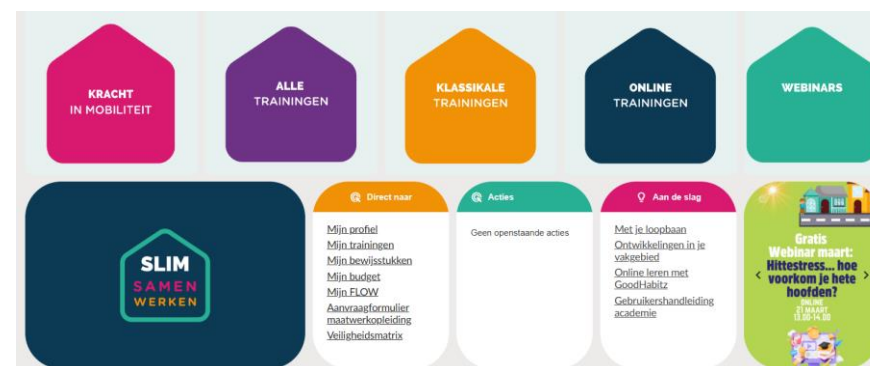 KRACHT
IN MOBILITEIT
ALLE
TRAININGEN
KLASSIKALE
TRAININGEN
ONLINE
TRAININGEN
WEBINARS
SLIM
SAMEN
WERKEN
Direct naar
Mijn profiel
Mijn trainingen
Mijn bewijsstukken
Mijn budget
Mijn FLOW
Aanvraagformulier
maatwerkopleiding
Veiligheidsmatrix
Acties
Geen openstaande acties
Aan de slag
Met je loopbaan
Ontwikkelingen in je
vakgebied
Online leren met
GoodHabitz
Gebruikershandleiding
academie
Gratis
Webinar maart:
Hittestress... hoe
voorkom je hete
hoofden?
ONLINE
21 MAART
13.00-14.00